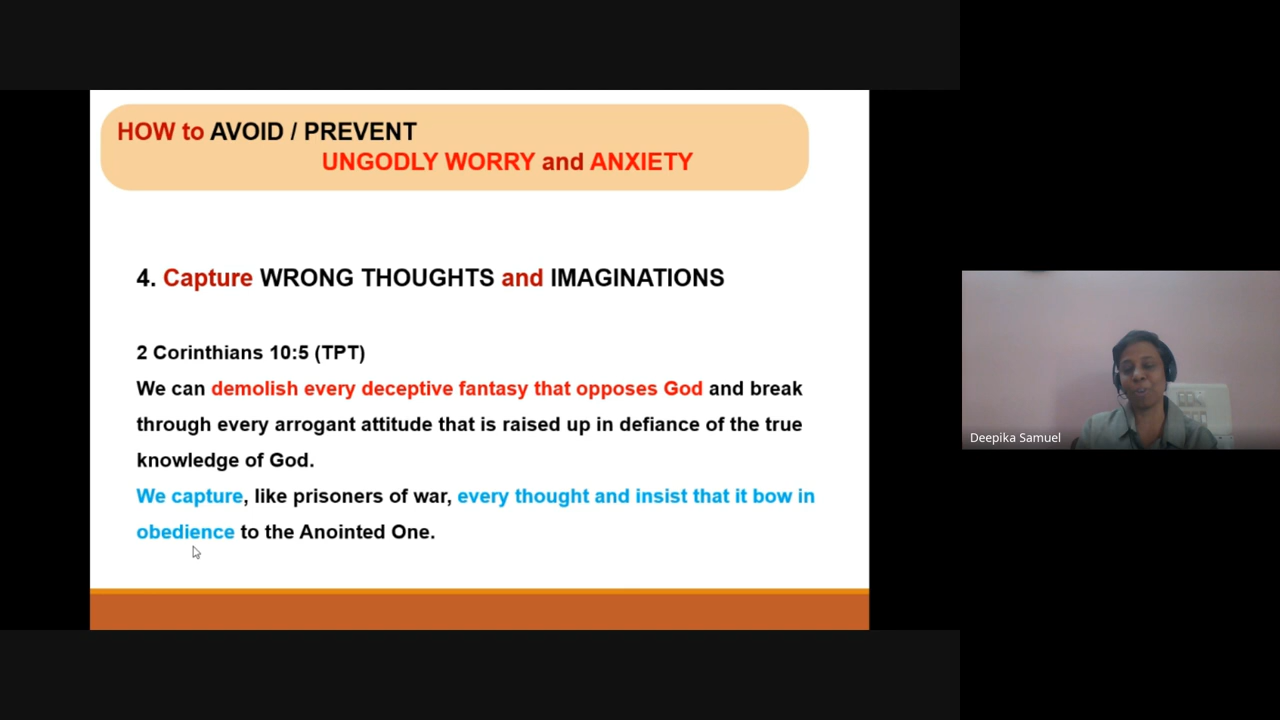 HOW to AVOID / PREVENT
UNGODLY WORRY and ANXIETY
4. Capture WRONG THOUGHTS and IMAGINATIONS
2 Corinthians 10:5 (TPT)
We can demolish every deceptive fantasy that opposes God and break
through every arrogant attitude that is raised up in defiance of the true
knowledge of God.
We capture, like prisoners of war, every thought and insist that it bow in
obedience to the Anointed One.
Deepika Samuel